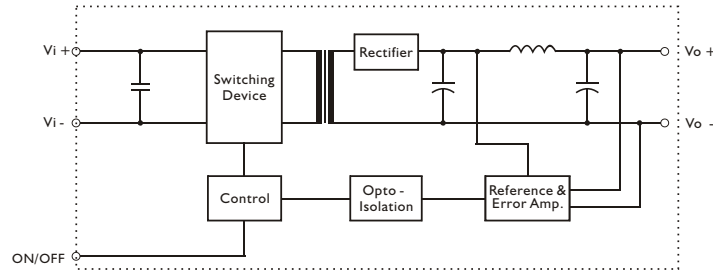 Vi +
Rectifier
Vo +
Switching
Device
Vi -
Vo -
Control
Opto -
Isolation
Reference &
Error Amp.
ON/OFF